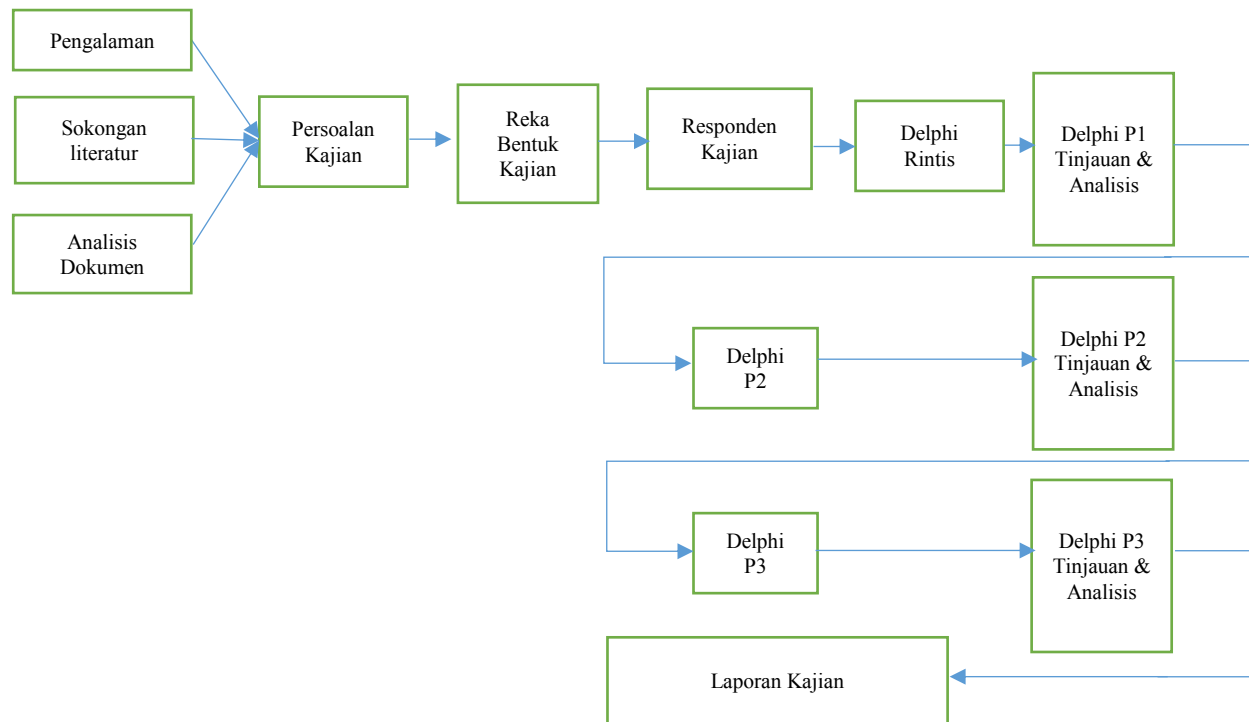 Pengalaman
Sokongan
literatur
Analisis
Dokumen
Persoalan
Kajian
Reka
Bentuk
Kajian
Responden
Kajian
Delphi
Rintis
Delphi P1
Tinjauan &
Analisis
Delphi
P2
Delphi P2
Tinjauan &
Analisis
Delphi
P3
Delphi P3
Tinjauan &
Analisis
Laporan Kajian